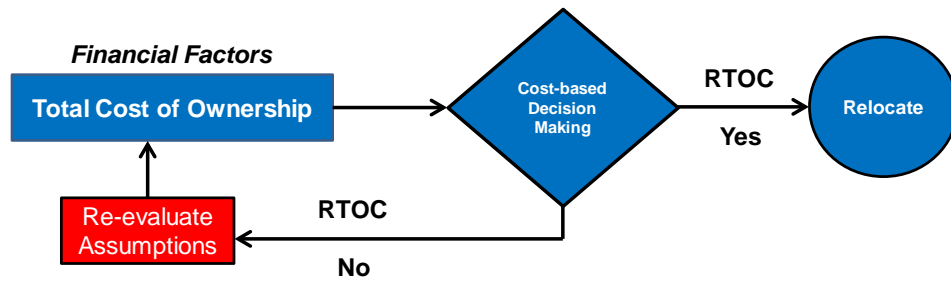 Financial Factors
Total Cost of Ownership
Cost-based
Decision
Making
RTOC
Yes
Relocate
Re-evaluate
Assumptions
RTOC
No